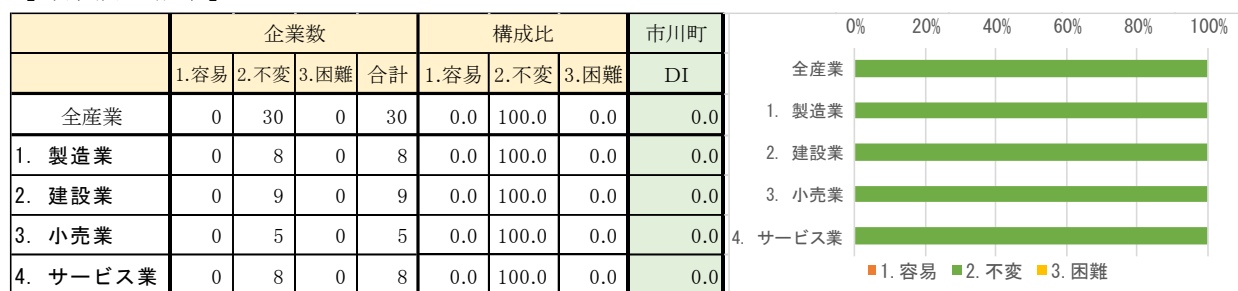 企業数 構成比 市川町
1.容易 2.不変 3.困難 合計 1.容易 2.不変 3.困難 DI
全産業 0 30 0 30 0.0 100.0 0.0 0.0
1. 製造業 0 8 0 8 0.0 100.0 0.0 0.0
2. 建設業 0 9 0 9 0.0 100.0 0.0 0.0
3. 小売業 0 5 0 5 0.0 100.0 0.0 0.0
4. サービス業 0 8 0 8 0.0 100.0 0.0 0.0
0% 20% 40% 60% 80% 100%
全産業
1. 製造業
2. 建設業
3. 小売業
4. サービス業
1. 容易 2. 不変 3. 困難